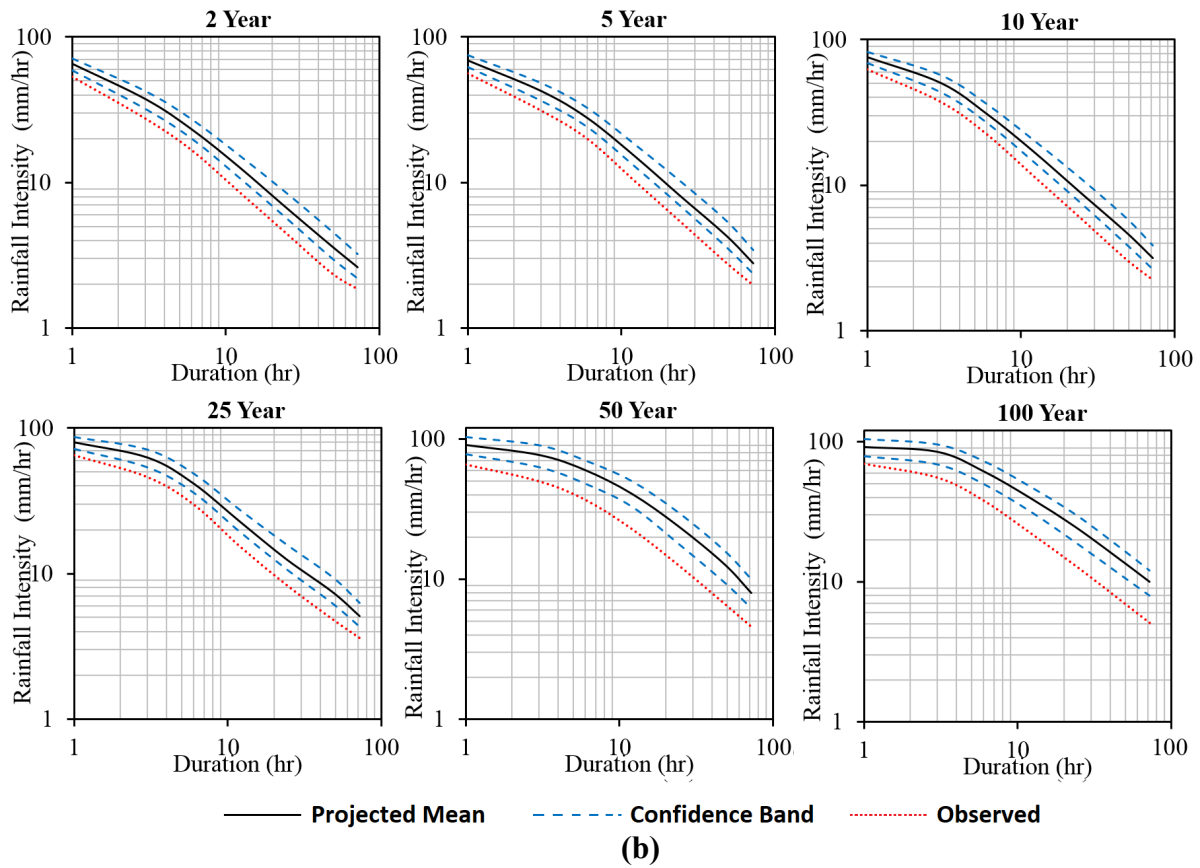 2 Year
5 Year
10 Year
Rainfall Intensity (mm/hr)
100
10
1
1 10 100
Duration (hr)
Rainfall Intensity (mm/hr)
100
10
1
1 10 100
Duration (hr)
Rainfall Intensity (mm/hr)
100
10
1
1 10 100
Duration (hr)
25 Year
50 Year
100 Year
Rainfall Intensity (mm/hr)
100
10
1
1 10 100
Duration (hr)
Rainfall Intensity (mm/hr)
100
10
1
1 10 100
Duration (hr)
Rainfall Intensity (mm/hr)
100
10
1
1 10 100
Duration (hr)
Projected Mean Confidence Band Observed
(b)